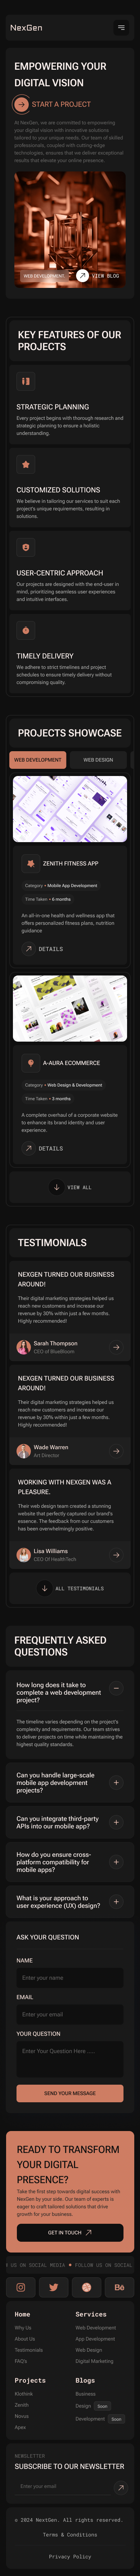 NexGen
EMPOWERING YOUR
DIGITAL VISION
START A PROJECT
At NexGen, we are committed to empowering
your digital vision with innovative solutions
tailored to your unique needs. Our team of skilled
professionals, coupled with cutting-edge
technologies, ensures that we deliver exceptional
results that elevate your online presence
WEB DEVELOPMENT
VIEW BLOG
KEY FEATURES OF OUR
PROJECTS
STRATEGIC PLANNING
Every project begins with thorough research and
strategic planning to ensure a holistic
understanding.
CUSTOMIZED SOLUTIONS
We believe in tailoring our services to suit each
project's unique requirements, resulting in
solutions.
USER-CENTRIC APPROACH
Our projects are designed with the end-user in
mind, prioritizing seamless user experiences
and intuitive interfaces.
TIMELY DELIVERY
We adhere to strict timelines and project
schedules to ensure timely delivery without
compromising quality.
PROJECTS SHOWCASE
WEB DEVELOPMENT
WEB DESIGN
ZENITH FITNESS APP
Category • Mobile App Development
Time Taken • 6 months
An all-in-one health and wellness app that
offers personalized fitness plans, nutrition
guidance
DETAILS
A-AURA ECOMMERCE
Category • Web Design & Development
Time Taken • 3 months
A complete overhaul of a corporate website
to enhance its brand identity and user
experience.
DETAILS
VIEW ALL
TESTIMONIALS
NEXGEN TURNED OUR BUSINESS
AROUND!
Their digital marketing strategies helped us
reach new customers and increase our
revenue by 30% within just a few months.
Highly recommended!
Sarah Thompson
CEO of BlueBloom
NEXGEN TURNED OUR BUSINESS
AROUND!
Their digital marketing strategies helped us
reach new customers and increase our
revenue by 30% within just a few months.
Highly recommended!
Wade Warren
Art Director
WORKING WITH NEXGEN WAS A
PLEASURE.
Their web design team created a stunning
website that perfectly captured our brand's
essence. The feedback from our customers
has been overwhelmingly positive.
Lisa Williams
CEO Of HealthTech
ALL TESTIMONIALS
FREQUENTLY ASKED
QUESTIONS
How long does it take to
complete a web development
project?
The timeline varies depending on the project's
complexity and requirements. Our team strives
to deliver projects on time while maintaining the
highest quality standards.
Can you handle large-scale
mobile app development
projects?
Can you integrate third-party
APIs into our mobile app?
How do you ensure cross-
platform compatibility for
mobile apps?
What is your approach to
user experience (UX) design?
ASK YOUR QUESTION
NAME
Enter your name
EMAIL
Enter your email
YOUR QUESTION
Enter Your Question Here .....
SEND YOUR MESSAGE
READY TO TRANSFORM
YOUR DIGITAL
PRESENCE?
Take the first step towards digital success with
NexGen by your side. Our team of experts is
eager to craft tailored solutions that drive
growth for your business.
GET IN TOUCH
US ON SOCIAL MEDIA • FOLLOW US ON SOCIAL
Home
Services
Why Us
Web Development
About Us
App Development
Testimonials
Web Design
FAQ's
Digital Marketing
Projects
Blogs
Klothink
Business
Zenith
Design
Soon
Novus
Development
Soon
Apex
NEWSLETTER
SUBSCRIBE TO OUR NEWSLETTER
Enter your email
© 2024 NexGen. All rights reserved.
Terms & Conditions
Privacy Policy